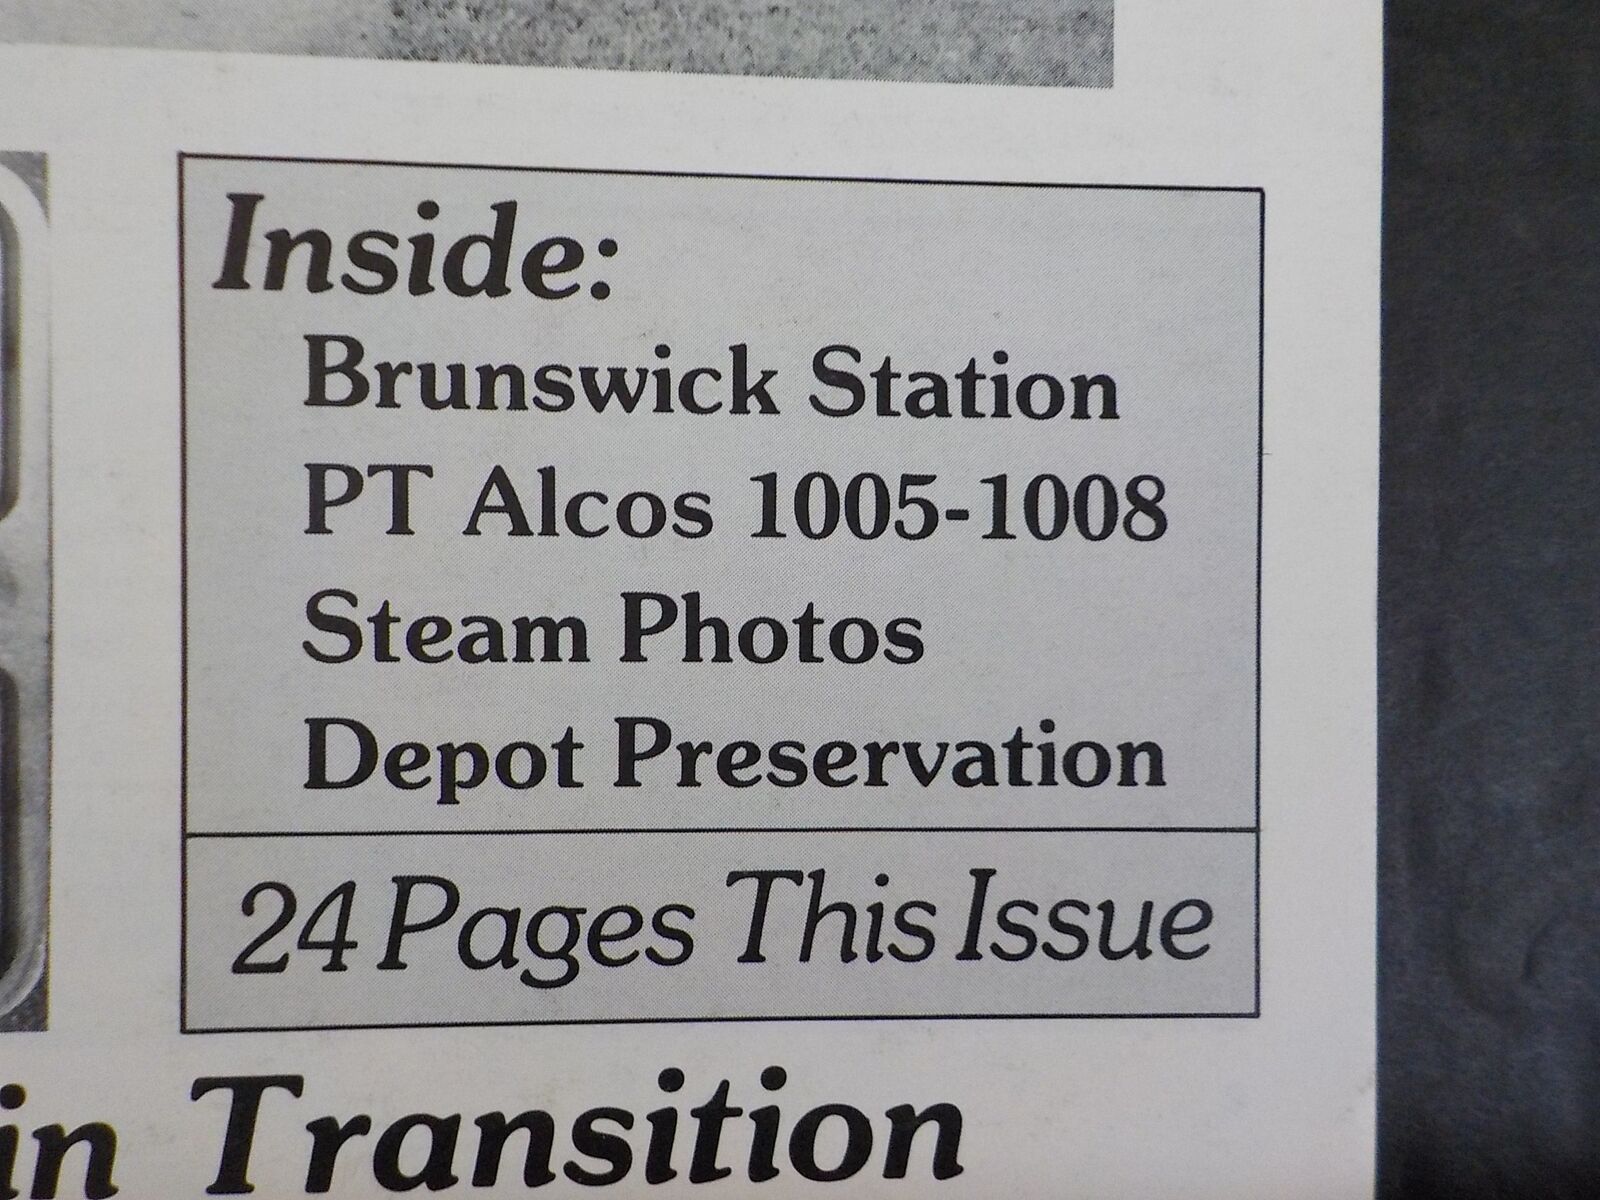 Inside:
Brunswick Station
PT Alcos 1005-1008
Steam Photos
Depot Preservation
24 Pages This Issue
in Transition